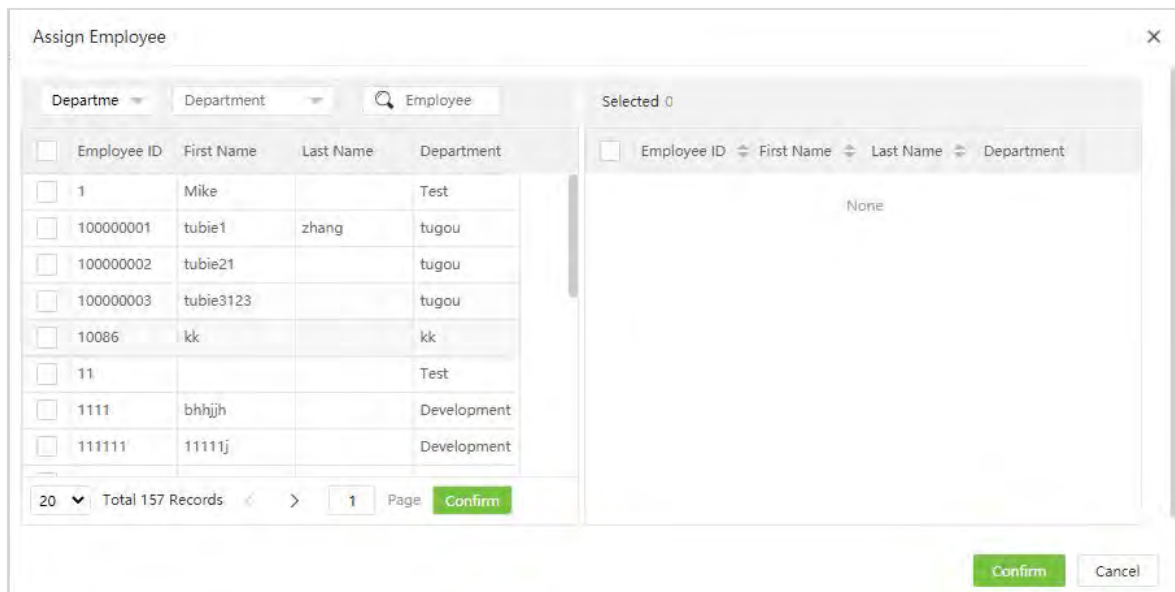 Assign Employee ×
Departme Department Employee Selected 0
Employee ID First Name Last Name Department Employee ID First Name Last Name Department
1 Mike Test None
100000001 tubie1 zhang tugou
100000002 tubie21 tugou
100000003 tubie3123 tugou
10086 kk kk
11 Test
1111 bhhjjh Development
111111 11111j Development
20 Total 157 Records < > 1 Page Confirm
Confirm Cancel